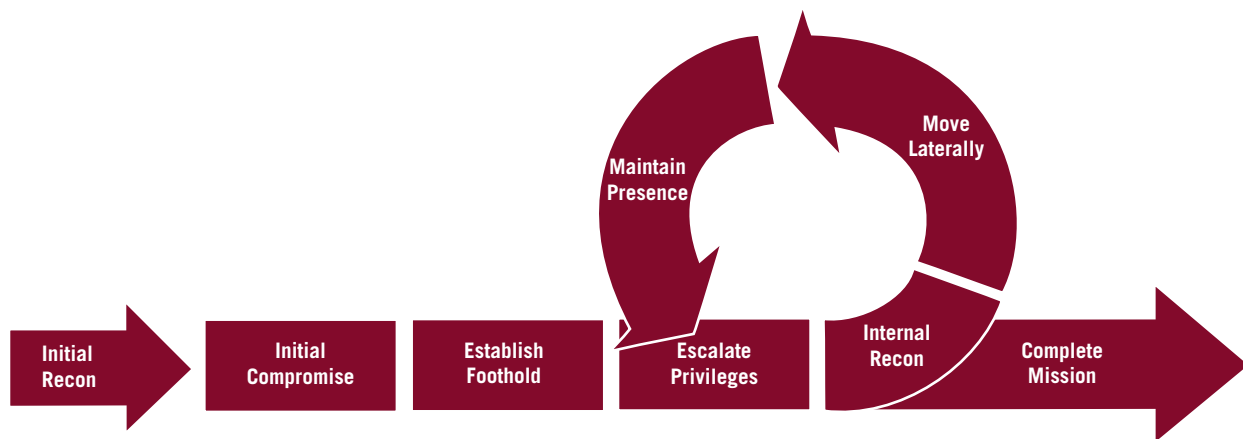 Maintain
Presence
Move
Laterally
Initial
Recon
Initial
Compromise
Establish
Foothold
Escalate
Privileges
Internal
Recon
Complete
Mission